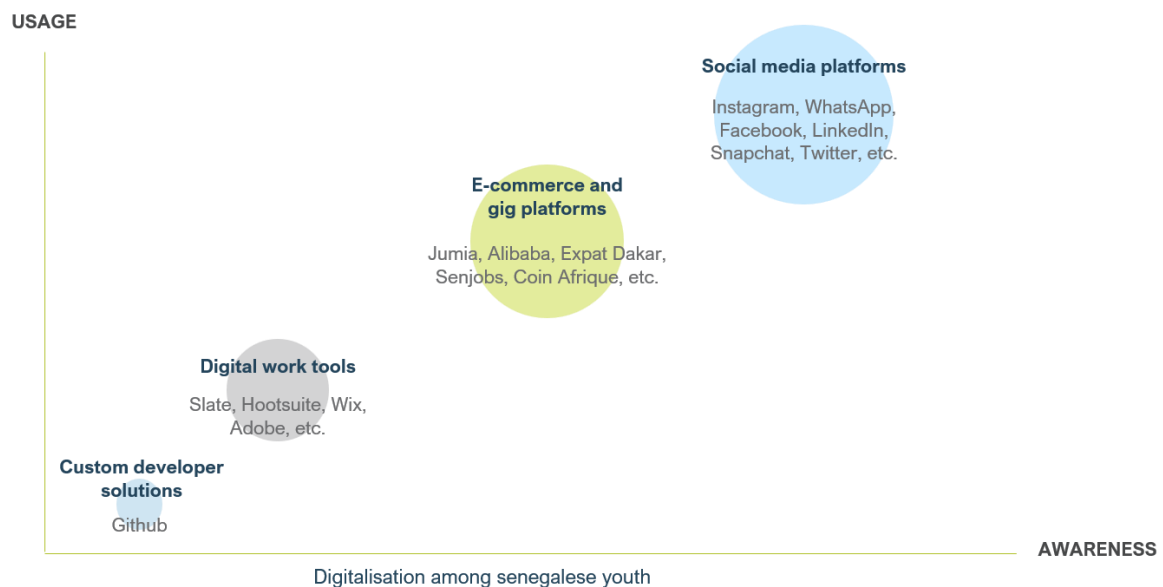 USAGE
Social media platforms
Instagram, WhatsApp,
Facebook, LinkedIn,
Snapchat, Twitter, etc.
E-commerce and
gig platforms
Jumia, Alibaba, Expat Dakar,
Senjobs, Coin Afrique, etc.
Digital work tools
Slate, Hootsuite, Wix,
Adobe, etc.
Custom developer
solutions
Github
AWARENESS
Digitalisation among senegalese youth